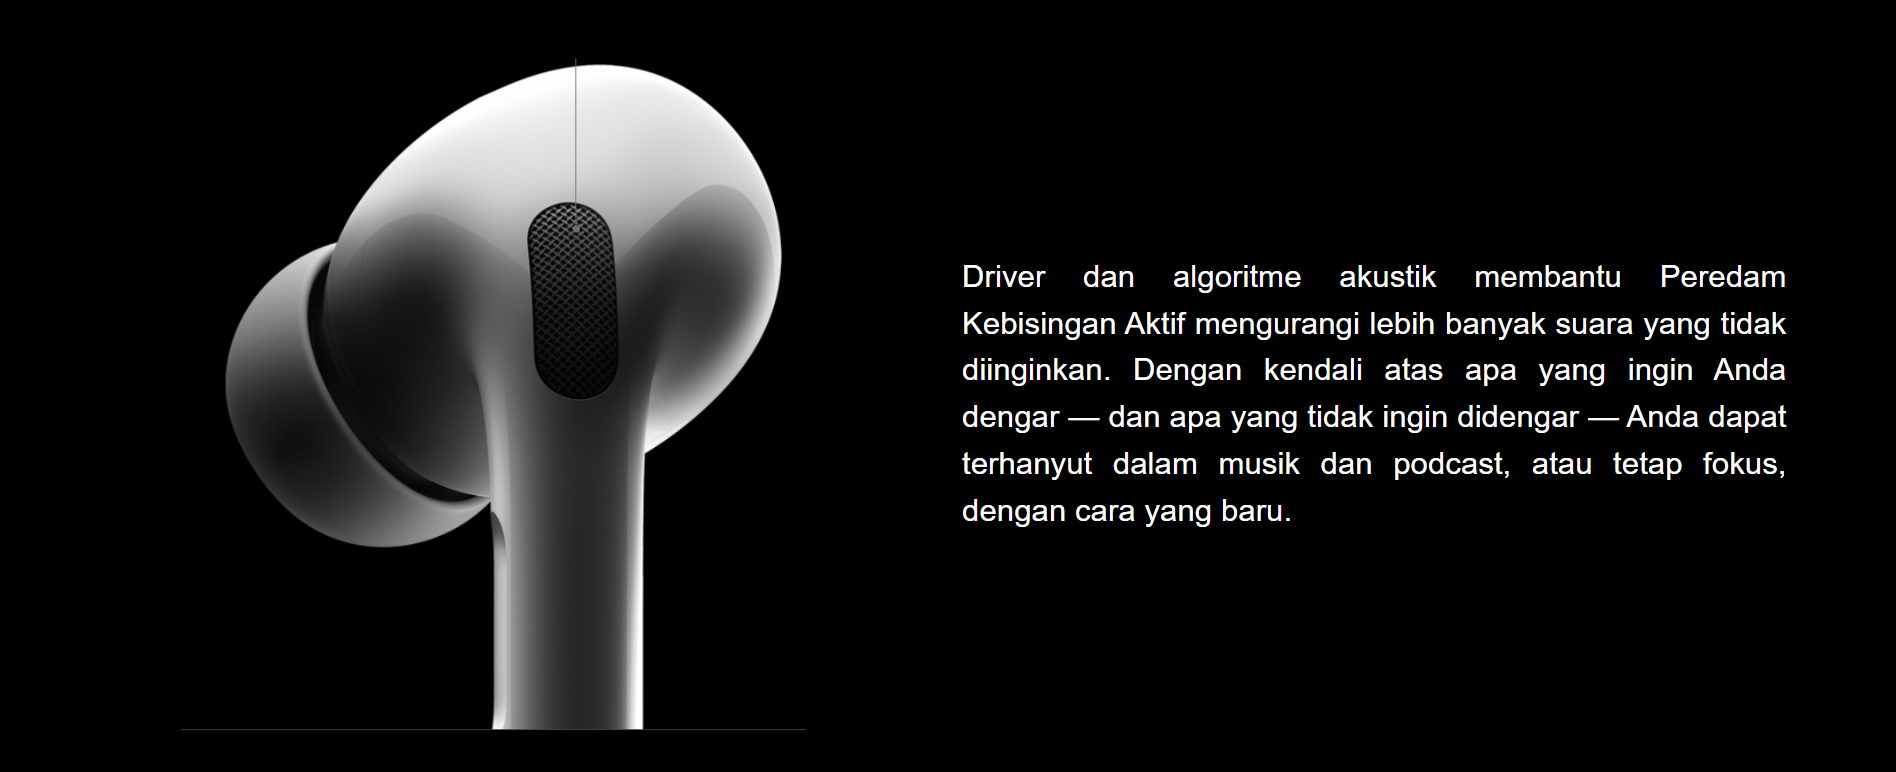 Driver dan algoritme akustik membantu Peredam
Kebisingan Aktif mengurangi lebih banyak suara yang tidak
diinginkan. Dengan kendali atas apa yang ingin Anda
dengar — dan apa yang tidak ingin didengar — Anda dapat
terhanyut dalam musik dan podcast, atau tetap fokus,
dengan cara yang baru.